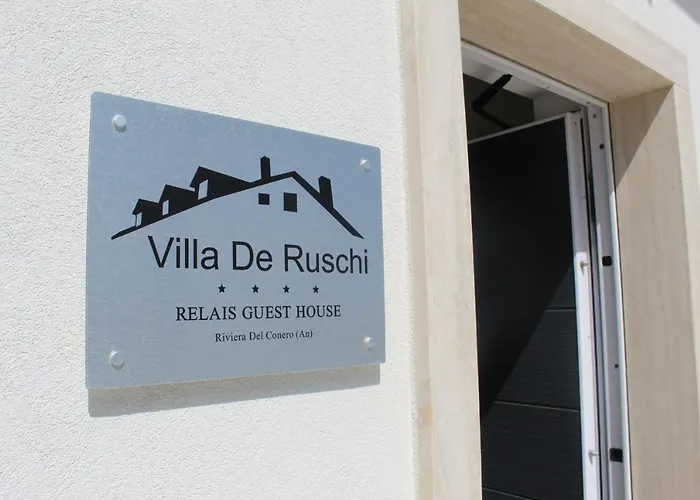 Villa De Ruschi
★ ★ ★ ★
RELAIS GUEST HOUSE
Riviera Del Conero (An)